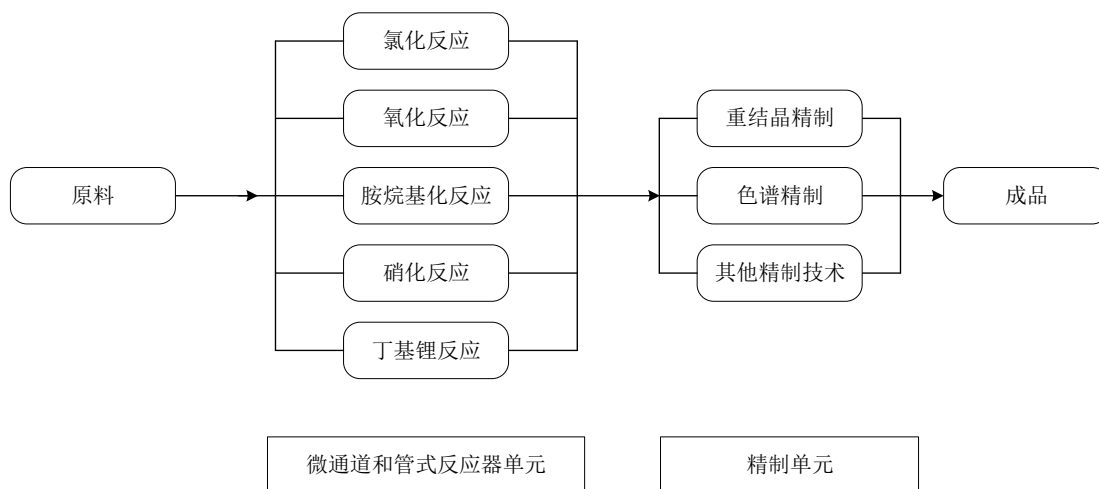 原料
氯化反应
氧化反应
胺烷基化反应
硝化反应
丁基锂反应
重结晶精制
色谱精制
其他精制技术
成品
微通道和管式反应器单元
精制单元